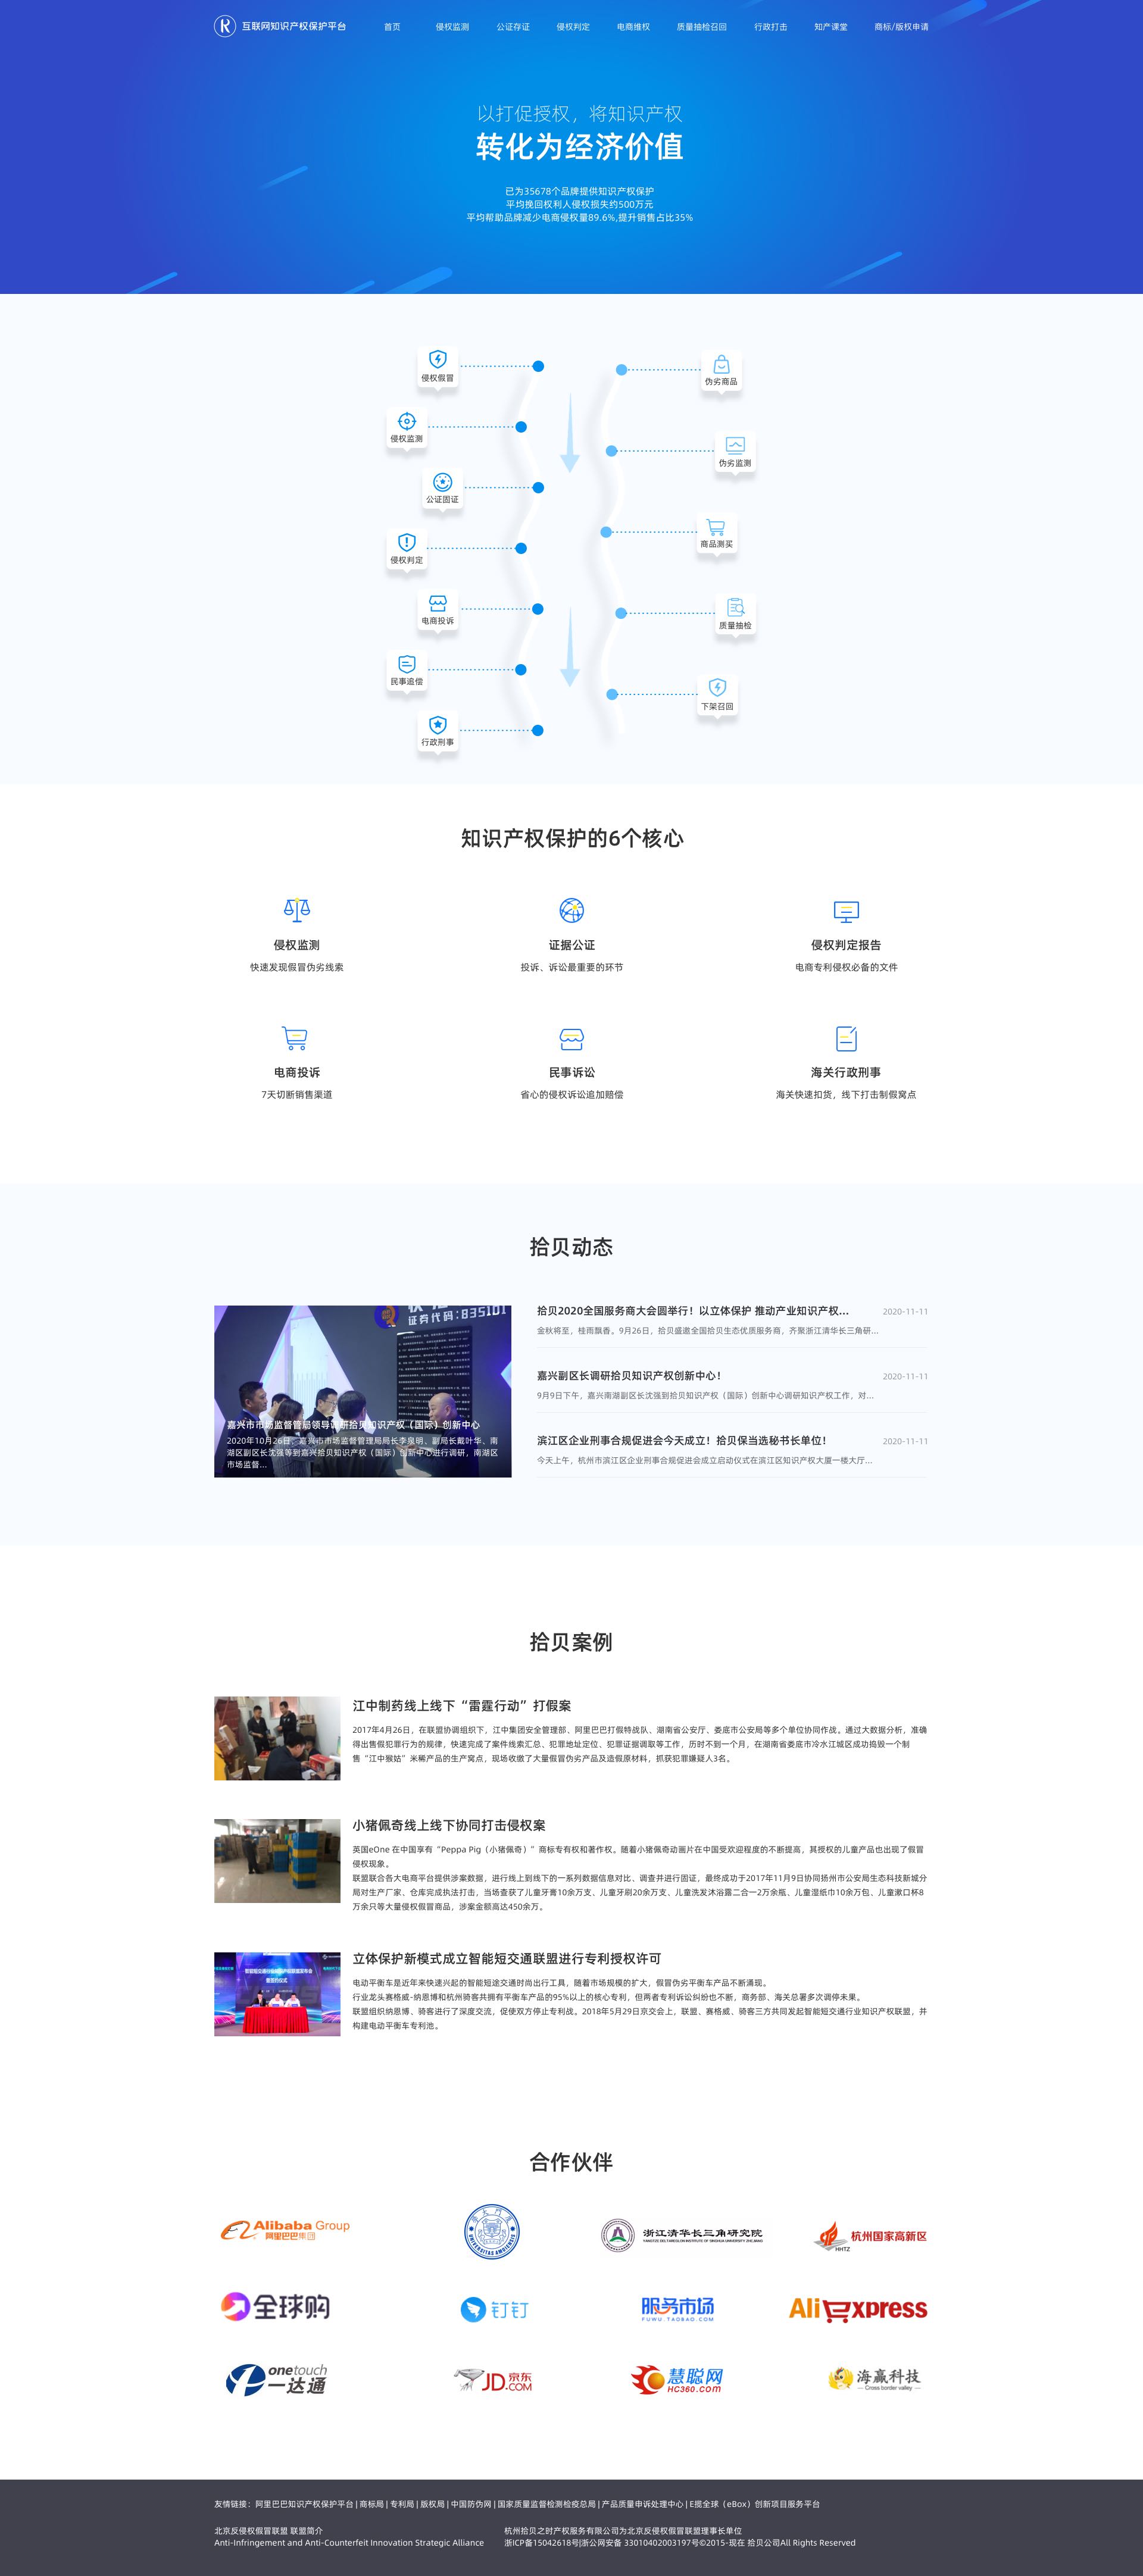 互联网知识产权保护平台 首页 侵权监测 公证存证 侵权判定 电商维权 质量抽检召回 行政打击 知产课堂 商标/版权申请
以打促授权，将知识产权
转化为经济价值
已为35678个品牌提供知识产权保护
平均挽回权利人侵权损失约500万元
平均帮助品牌减少电商侵权量89.6%,提升销售占比35%
侵权假冒
伪劣商品
侵权监测
伪劣监测
公证固证
商品测买
侵权判定
电商投诉
质量抽检
民事追偿
下架召回
行政刑事
知识产权保护的6个核心
侵权监测 证据公证 侵权判定报告
快速发现假冒伪劣线索 投诉、诉讼最重要的环节 电商专利侵权必备的文件
电商投诉 民事诉讼 海关行政刑事
7天切断销售渠道 省心的侵权诉讼追加赔偿 海关快速扣货，线下打击制假窝点
拾贝动态
证券代码:835101
嘉兴市市场监督管局领导调研拾贝知识产权（国际）创新中心
2020年10月26日，嘉兴市市场监督管理局局长李泉明、副局长戴叶华、南
湖区副区长沈强等到嘉兴拾贝知识产权（国际）创新中心进行调研，南湖区
市场监督...
拾贝2020全国服务商大会圆举行！以立体保护 推动产业知识产权... 2020-11-11
金秋将至，桂雨飘香。9月26日，拾贝盛邀全国拾贝生态优质服务商，齐聚浙江清华长三角研...
嘉兴副区长调研拾贝知识产权创新中心！ 2020-11-11
9月9日下午，嘉兴南湖副区长沈强到拾贝知识产权（国际）创新中心调研知识产权工作，对...
滨江区企业刑事合规促进会今天成立！拾贝保当选秘书长单位！ 2020-11-11
今天上午，杭州市滨江区企业刑事合规促进会成立启动仪式在滨江区知识产权大厦一楼大厅...
拾贝案例
江中制药线上线下“雷霆行动”打假案
2017年4月26日，在联盟协调组织下，江中集团安全管理部、阿里巴巴打假特战队、湖南省公安厅、娄底市公安局等多个单位协同作战。通过大数据分析，准确
得出售假犯罪行为的规律，快速完成了案件线索汇总、犯罪地址定位、犯罪证据调取等工作，历时不到一个月，在湖南省娄底市冷水江城区成功捣毁一个制
售“江中猴姑”米稀产品的生产窝点，现场收缴了大量假冒伪劣产品及造假原材料，抓获犯罪嫌疑人3名。
小猪佩奇线上线下协同打击侵权案
英国eOne 在中国享有“Peppa Pig（小猪佩奇）”商标专有权和著作权。随着小猪佩奇动画片在中国受欢迎程度的不断提高，其授权的儿童产品也出现了假冒
侵权现象。
联盟联合各大电商平台提供涉案数据，进行线上到线下的一系列数据信息对比、调查并进行固证，最终成功于2017年11月9日协同扬州市公安局生态科技新城分
局对生产厂家、仓库完成执法打击，当场查获了儿童牙膏10余万支、儿童牙刷20余万支、儿童洗发沐浴露二合一2万余瓶、儿童湿纸巾10余万包、儿童漱口杯8
万余只等大量侵权假冒商品，涉案金额高达450余万。
立体保护新模式成立智能短交通联盟进行专利授权许可
电动平衡车是近年来快速兴起的智能短途交通时尚出行工具，随着市场规模的扩大，假冒伪劣平衡车产品不断涌现。
行业龙头赛格威-纳恩博和杭州骑客共拥有平衡车产品的95%以上的核心专利，但两者专利诉讼纠纷也不断，商务部、海关总署多次调停未果。
联盟组织纳恩博、骑客进行了深度交流，促使双方停止专利战。2018年5月29日京交会上，联盟、赛格威、骑客三方共同发起智能短交通行业知识产权联盟，并
构建电动平衡车专利池。
合作伙伴
Alibaba Group
阿里巴巴集团
浙江清华长三角研究院
YANGTZE DELTA REGION INSTITUTE OF TSINGHUA UNIVERSITY, ZHEJIANG
杭州国家高新区
HHTZ
全球购
钉钉
服务市场
FUWU.TAOBAO.COM
AliExpress
onetouch
一达通
JD京东
.COM
慧聪网
HC360.com
海赢科技
Cross border valley
友情链接：阿里巴巴知识产权保护平台 | 商标局 | 专利局 | 版权局 | 中国防伪网 | 国家质量监督检测检疫总局 | 产品质量申诉处理中心 | E揽全球（eBox）创新项目服务平台
北京反侵权假冒联盟 联盟简介 杭州拾贝之时产权服务有限公司为北京反侵权假冒联盟理事长单位
Anti-Infringement and Anti-Counterfeit Innovation Strategic Alliance 浙ICP备15042618号|浙公网安备 33010402003197号©2015-现在 拾贝公司All Rights Reserved